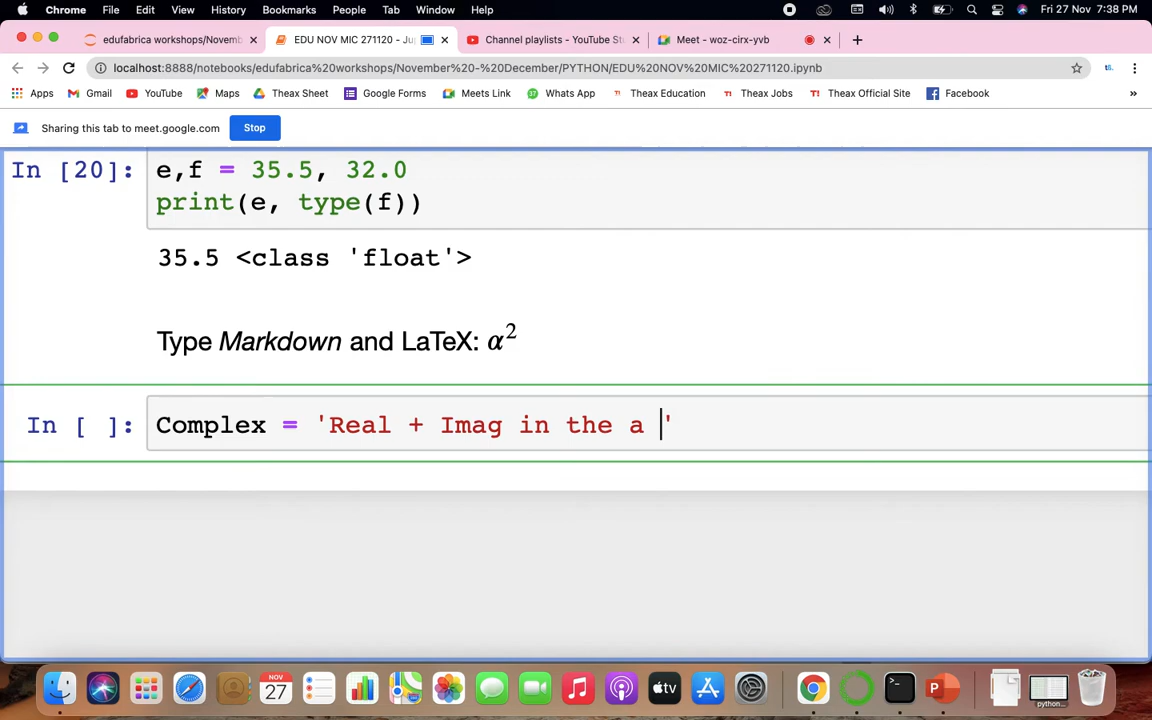 Chrome File Edit View History Bookmarks People Tab Window Help Fri 27 Nov 7:38 PM
edufabrica workshops/Novemb EDU NOV MIC 271120 - Ju Channel playlists - YouTube St Meet - woz-cirx-yvb
localhost:8888/notebooks/edufabrica%20workshops/November%20-%20December/PYTHON/EDU%20NOV%20MIC%20271120.ipynb
Apps Gmail YouTube Maps Theax Sheet Google Forms Meets Link Whats App Theax Education Theax Jobs Theax Official Site Facebook »
Sharing this tab to meet.google.com Stop
In [20]: e,f = 35.5, 32.0
print(e, type(f))
35.5 <class 'float'>
Type Markdown and LaTeX: α²
In [ ]: Complex = 'Real + Imag in the a '
NOV
27
tv
python...